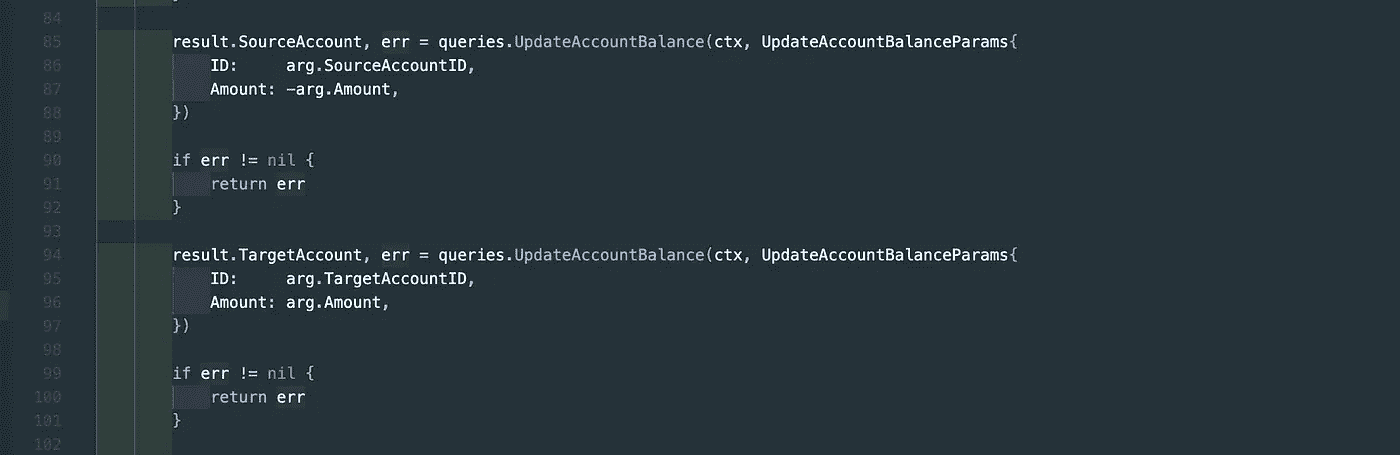 84
85 result.SourceAccount, err = queries.UpdateAccountBalance(ctx, UpdateAccountBalanceParams{
86 ID:     arg.SourceAccountID,
87 Amount: -arg.Amount,
88 })
89
90 if err != nil {
91 return err
92 }
93
94 result.TargetAccount, err = queries.UpdateAccountBalance(ctx, UpdateAccountBalanceParams{
95 ID:     arg.TargetAccountID,
96 Amount: arg.Amount,
97 })
98
99 if err != nil {
100 return err
101 }
102